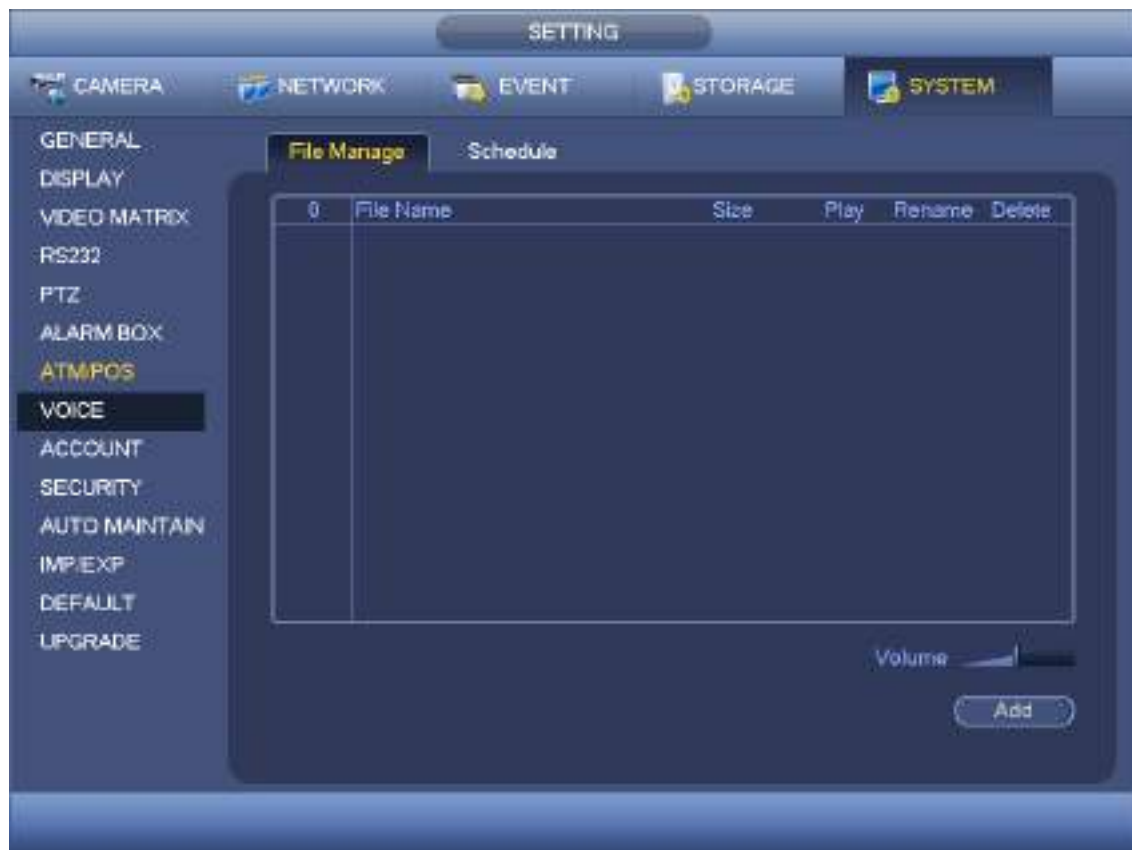 SETTING
CAMERA NETWORK EVENT STORAGE SYSTEM
GENERAL
DISPLAY
VIDEO MATRIX
RS232
PTZ
ALARM BOX
ATM/POS
VOICE
ACCOUNT
SECURITY
AUTO MAINTAIN
IMP/EXP
DEFAULT
UPGRADE
File Manage Schedule
0 File Name Size Play Rename Delete
Volume
Add